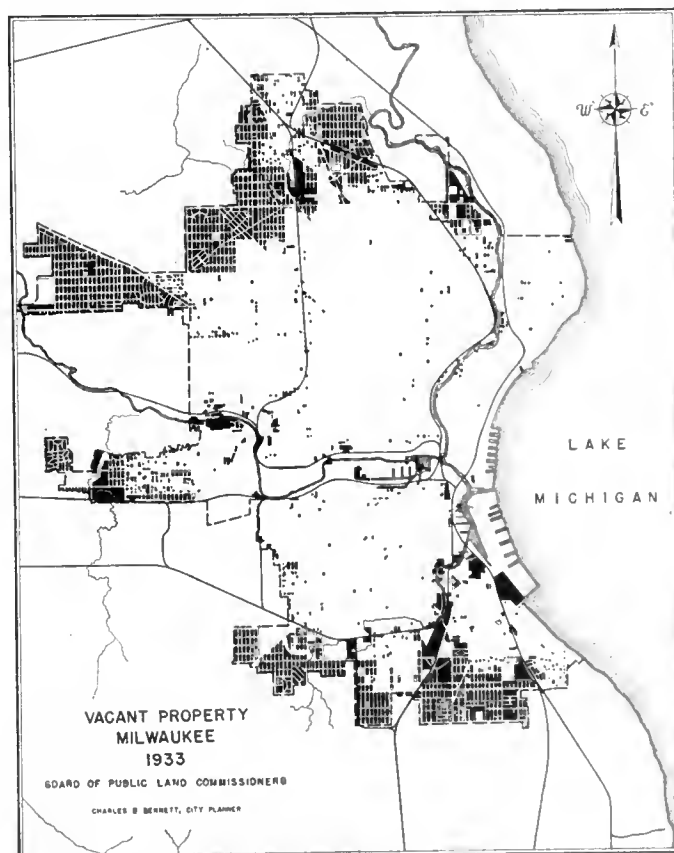 W E
LAKE
MICHIGAN
VACANT PROPERTY
MILWAUKEE
1933
BOARD OF PUBLIC LAND COMMISSIONERS
CHARLES B BENNETT, CITY PLANNER